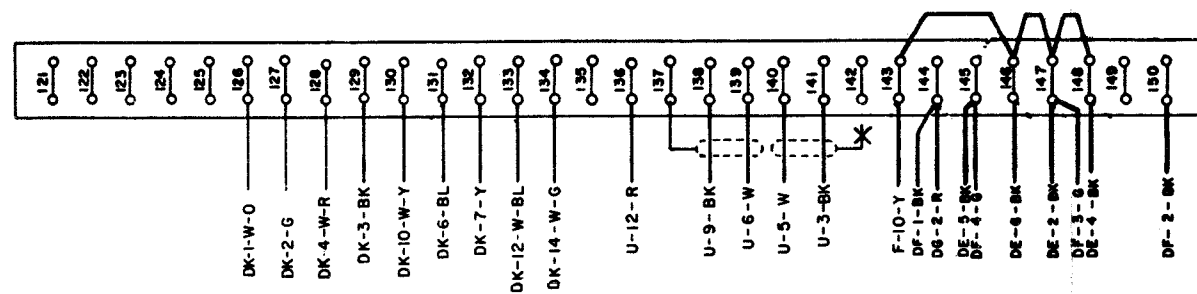 121
122
123
124
125
126
127
128
129
130
131
132
133
134
135
136
137
138
139
140
141
142
143
144
145
146
147
148
149
150
DK-1-W-O
DK-2-G
DK-4-W-R
DK-3-BK
DK-10-W-Y
DK-6-BL
DK-7-Y
DK-12-W-BL
DK-14-W-G
U-12-R
U-9-BK
U-6-W
U-5-W
U-3-BK
F-10-Y
DF-1-BK
DG-2-R
DE-5-BK
DF-4-G
DE-6-BK
DE-2-BK
DF-3-G
DE-4-BK
DF-2-BK